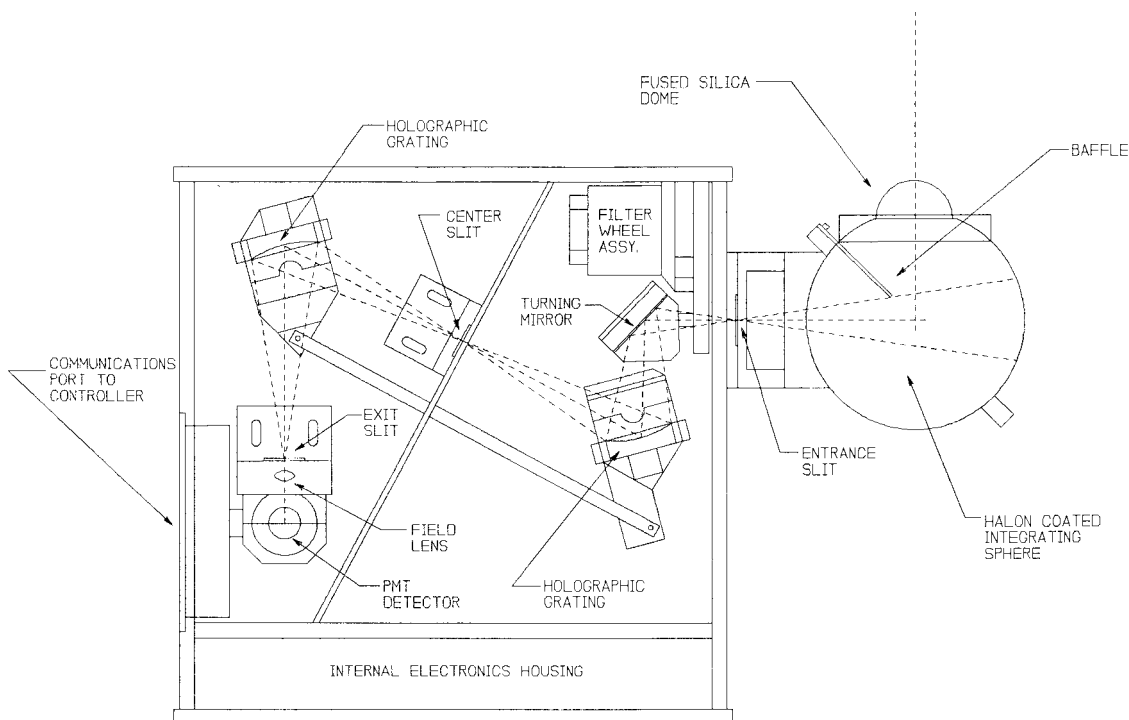 FUSED SILICA
DOME
HOLOGRAPHIC
GRATING
BAFFLE
CENTER
SLIT
FILTER
WHEEL
ASSY.
TURNING
MIRROR
COMMUNICATIONS
PORT TO
CONTROLLER
EXIT
SLIT
ENTRANCE
SLIT
FIELD
LENS
HALON COATED
INTEGRATING
SPHERE
PMT
DETECTOR
HOLOGRAPHIC
GRATING
INTERNAL ELECTRONICS HOUSING